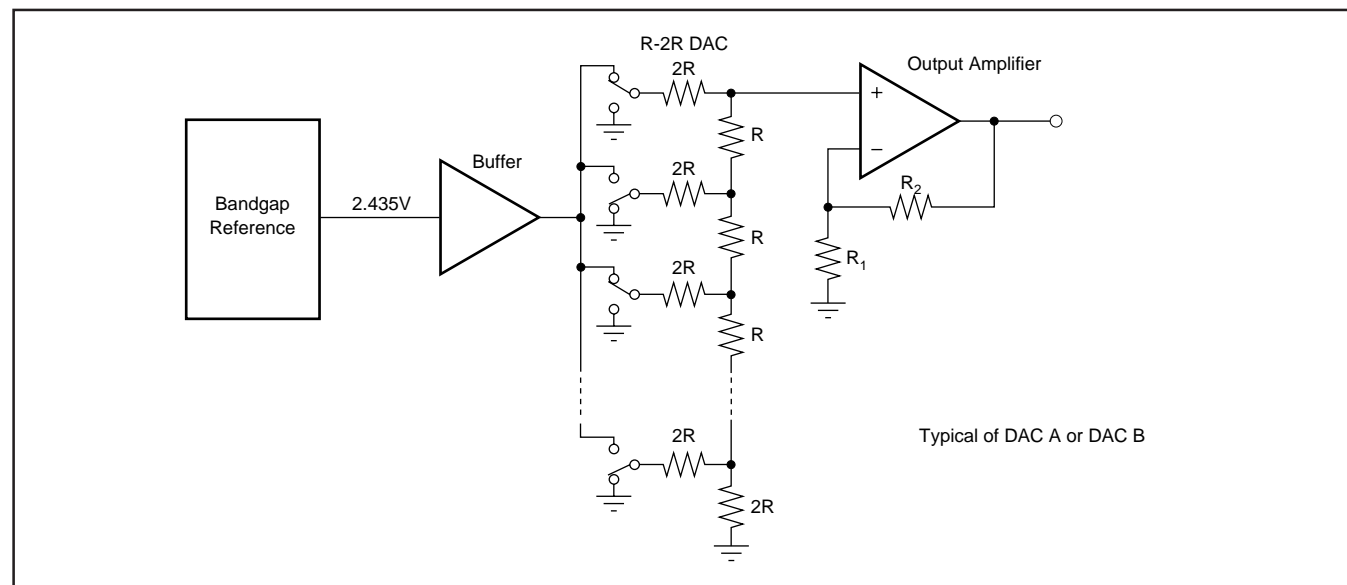 R-2R DAC
2R
Output Amplifier
+
R
−
Buffer
2R
R2
Bandgap
Reference
2.435V
R
R1
2R
R
2R
Typical of DAC A or DAC B
2R